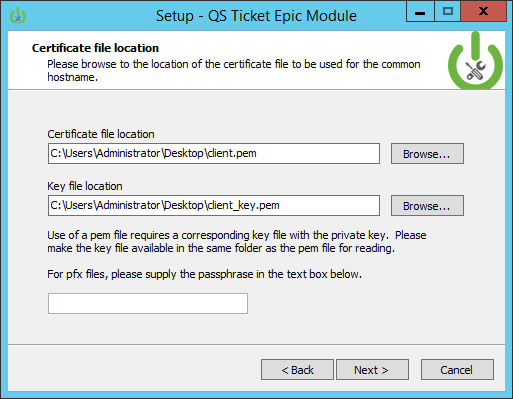 Setup - QS Ticket Epic Module
Certificate file location
Please browse to the location of the certificate file to be used for the common
hostname.
Certificate file location
C:\Users\Administrator\Desktop\client.pem
Browse...
Key file location
C:\Users\Administrator\Desktop\client_key.pem
Browse...
Use of a pem file requires a corresponding key file with the private key.  Please
make the key file available in the same folder as the pem file for reading.
For pfx files, please supply the passphrase in the text box below.
< Back
Next >
Cancel